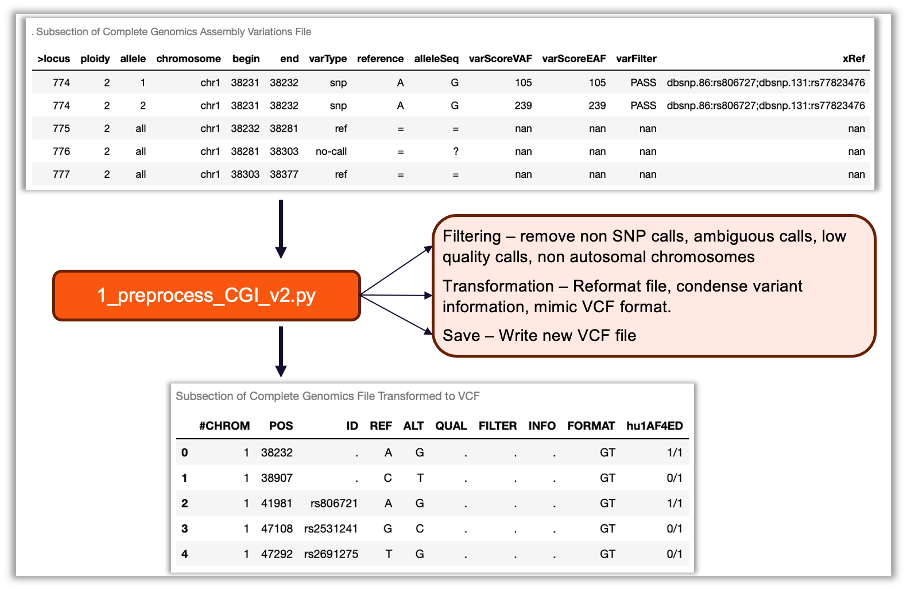 . Subsection of Complete Genomics Assembly Variations File
>locus ploidy allele chromosome begin end varType reference alleleSeq varScoreVAF varScoreEAF varFilter xRef
774 2 1 chr1 38231 38232 snp A G 105 105 PASS dbsnp.86:rs806727;dbsnp.131:rs77823476
774 2 2 chr1 38231 38232 snp A G 239 239 PASS dbsnp.86:rs806727;dbsnp.131:rs77823476
775 2 all chr1 38232 38281 ref = = nan nan nan nan
776 2 all chr1 38281 38303 no-call = ? nan nan nan nan
777 2 all chr1 38303 38377 ref = = nan nan nan nan
1_preprocess_CGI_v2.py
Filtering – remove non SNP calls, ambiguous calls, low
quality calls, non autosomal chromosomes
Transformation – Reformat file, condense variant
information, mimic VCF format.
Save – Write new VCF file
Subsection of Complete Genomics File Transformed to VCF
#CHROM POS ID REF ALT QUAL FILTER INFO FORMAT hu1AF4ED
0 1 38232 . A G . . . GT 1/1
1 1 38907 . C T . . . GT 0/1
2 1 41981 rs806721 A G . . . GT 1/1
3 1 47108 rs2531241 G C . . . GT 0/1
4 1 47292 rs2691275 T G . . . GT 0/1